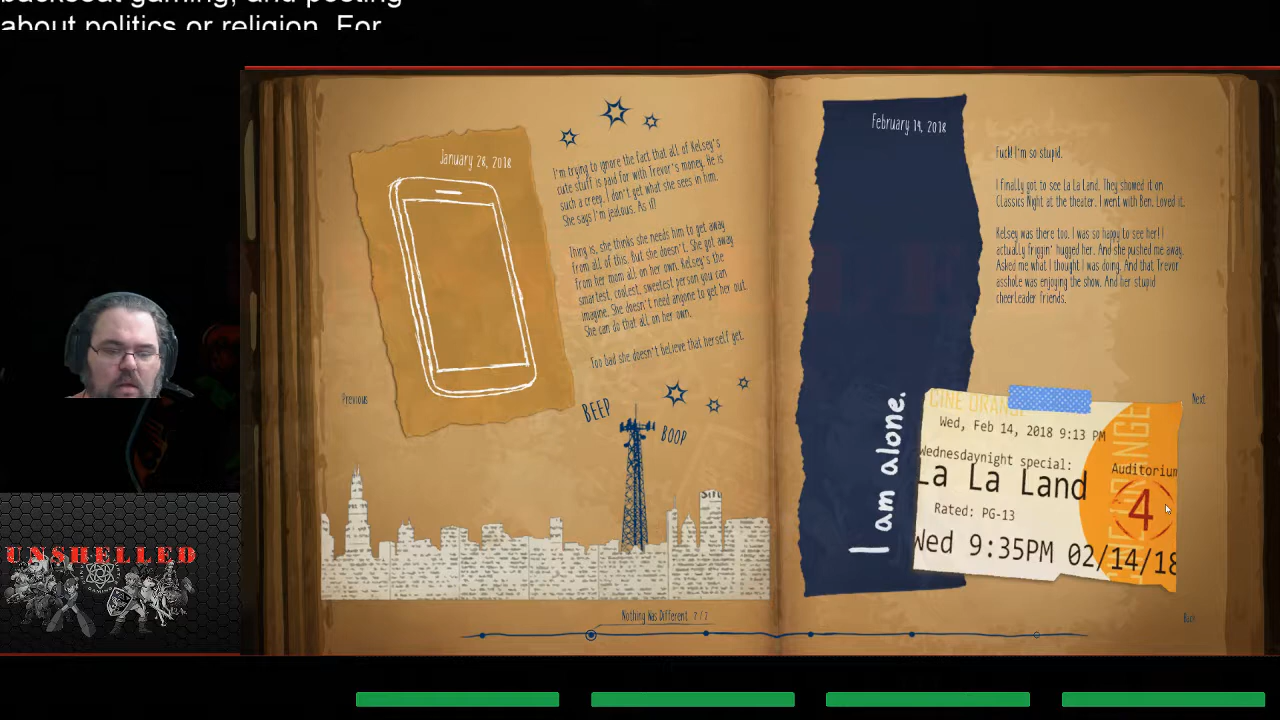 backseat gaming, and posting
about politics or religion. For
January 28, 2018
I'm trying to ignore the fact that all of Kelsey's
cute stuff is paid for with Trevor's money. He is
such a creep. I don't get what she sees in him.
She says I'm jealous. As if!
Thing is, she thinks she needs him to get away
from all of this. But she doesn't. She got away
from her mom all on her own. Kelsey's the
smartest, coolest, sweetest person you can
imagine. She doesn't need anyone to get her out.
She can do that all on her own.
Too bad she doesn't believe that herself yet.
BEEP
BOOP
Previous
February 14, 2018
Fuck! I'm so stupid.
I finally got to see La La Land. They showed it on
Classics Night at the theater. I went with Ben. Loved it.
Kelsey was there too. I was so happy to see her! I
actually friggin' hugged her. And she pushed me away.
Asked me what I thought I was doing. And that Trevor
asshole was enjoying the show. And her stupid
cheerleader friends.
I am alone.
CINE ORANGE
Wed, Feb 14, 2018 9:13 PM
Wednesdaynight special:
La La Land
Rated: PG-13
Wed 9:35PM 02/14/18
Auditorium
4
Next
Nothing Was Different 7/7
Back
UNSHELLED